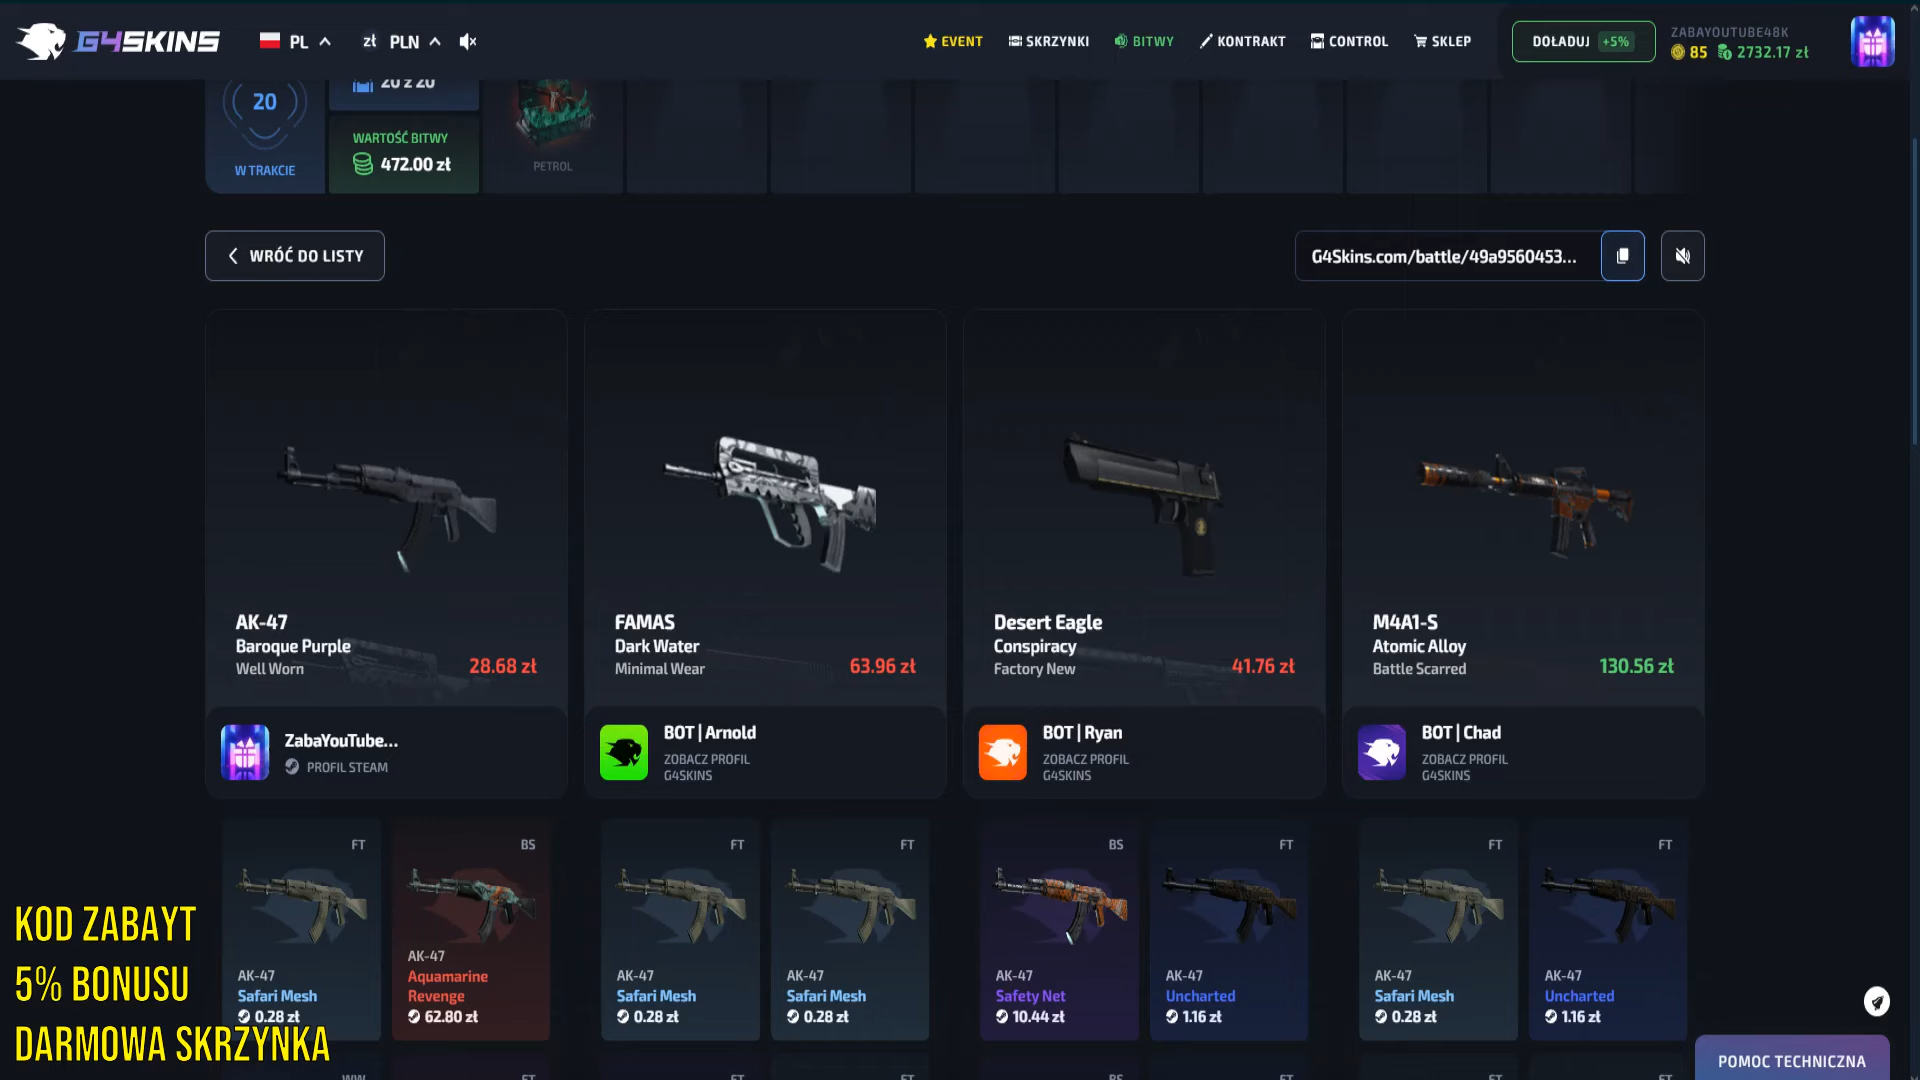 G4SKINS
PL
zł PLN
EVENT
SKRZYNKI
BITWY
KONTRAKT
CONTROL
SKLEP
DOŁADUJ +5%
ZABAYOUTUBE48K
85 2732.17 zł
20
W TRAKCIE
20 z 20
WARTOŚĆ BITWY
472.00 zł
PETROL
WRÓĆ DO LISTY
G4Skins.com/battle/49a9560453...
AK-47
Baroque Purple
Well Worn
28.68 zł
FAMAS
Dark Water
Minimal Wear
63.96 zł
Desert Eagle
Conspiracy
Factory New
41.76 zł
M4A1-S
Atomic Alloy
Battle Scarred
130.56 zł
ZabaYouTube...
PROFIL STEAM
BOT | Arnold
ZOBACZ PROFIL
G4SKINS
BOT | Ryan
ZOBACZ PROFIL
G4SKINS
BOT | Chad
ZOBACZ PROFIL
G4SKINS
FT
AK-47
Safari Mesh
0.28 zł
BS
AK-47
Aquamarine
Revenge
62.80 zł
FT
AK-47
Safari Mesh
0.28 zł
FT
AK-47
Safari Mesh
0.28 zł
BS
AK-47
Safety Net
10.44 zł
FT
AK-47
Uncharted
1.16 zł
FT
AK-47
Safari Mesh
0.28 zł
FT
AK-47
Uncharted
1.16 zł
KOD ZABAYT
5% BONUSU
DARMOWA SKRZYNKA
POMOC TECHNICZNA